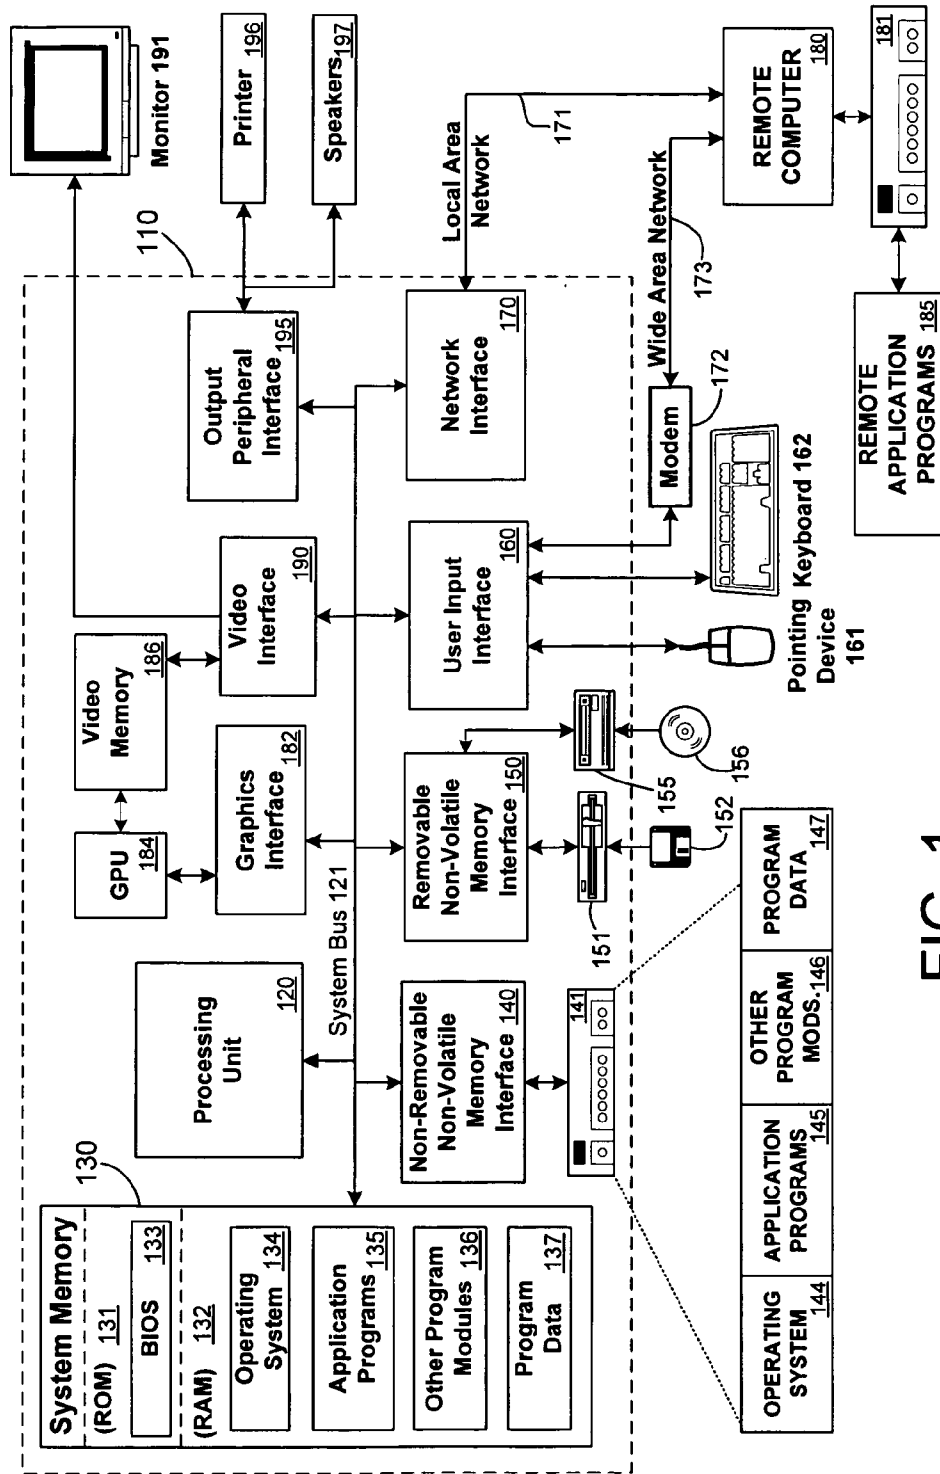 System Memory
(ROM) 131
BIOS 133
(RAM) 132
Operating
System 134
Application
Programs 135
Other Program
Modules 136
Program
Data 137
130
Processing
Unit
120
GPU
184
Video
Memory
186
Graphics
Interface
182
Video
Interface
190
Output
Peripheral
Interface
195
110
Monitor 191
Printer
196
Speakers
197
System Bus 121
Non-Removable
Non-Volatile
Memory
Interface 140
Removable
Non-Volatile
Memory
Interface 150
User Input
Interface
160
Network
Interface
170
Local Area
Network
171
141
151
152
155
156
Pointing
Device
161
Keyboard 162
Modem
172
Wide Area Network
173
REMOTE
COMPUTER
180
181
REMOTE
APPLICATION
PROGRAMS 185
OPERATING
SYSTEM 144
APPLICATION
PROGRAMS 145
OTHER
PROGRAM
MODS. 146
PROGRAM
DATA 147